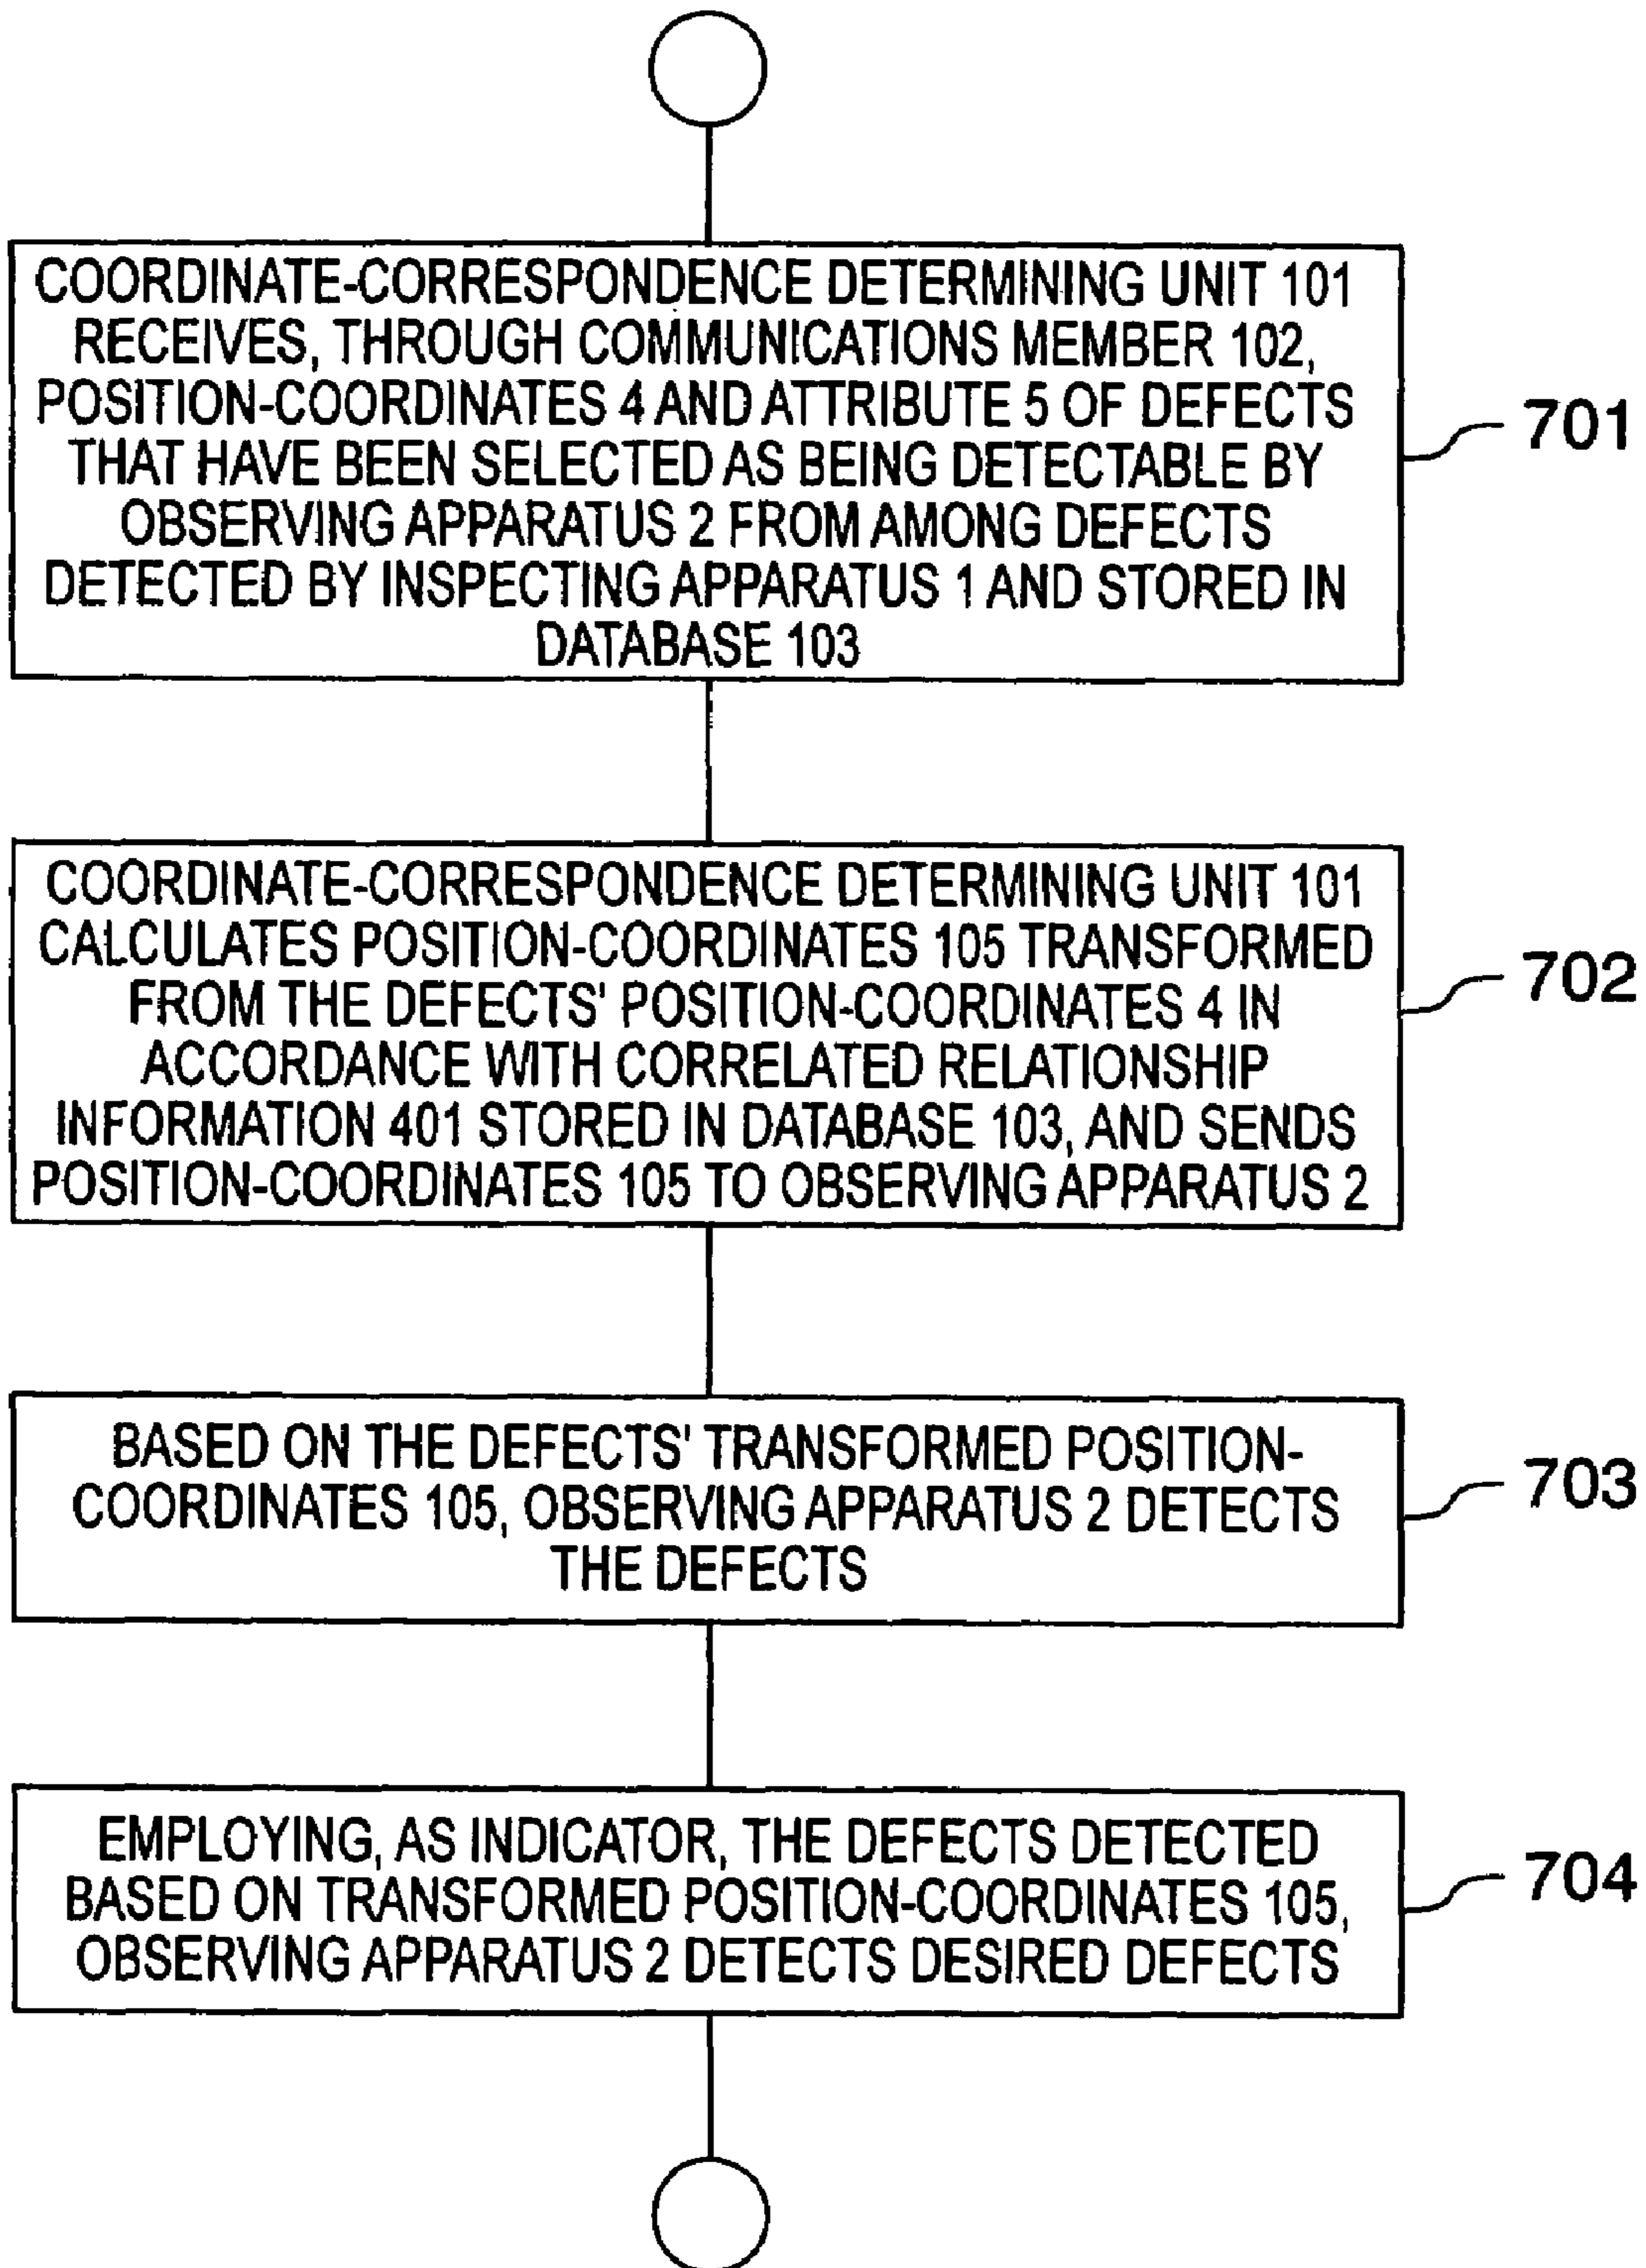 COORDINATE-CORRESPONDENCE DETERMINING UNIT 101
RECEIVES, THROUGH COMMUNICATIONS MEMBER 102,
POSITION-COORDINATES 4 AND ATTRIBUTE 5 OF DEFECTS
THAT HAVE BEEN SELECTED AS BEING DETECTABLE BY
OBSERVING APPARATUS 2 FROM AMONG DEFECTS
DETECTED BY INSPECTING APPARATUS 1 AND STORED IN
DATABASE 103
701
COORDINATE-CORRESPONDENCE DETERMINING UNIT 101
CALCULATES POSITION-COORDINATES 105 TRANSFORMED
FROM THE DEFECTS' POSITION-COORDINATES 4 IN
ACCORDANCE WITH CORRELATED RELATIONSHIP
INFORMATION 401 STORED IN DATABASE 103, AND SENDS
POSITION-COORDINATES 105 TO OBSERVING APPARATUS 2
702
BASED ON THE DEFECTS' TRANSFORMED POSITION-
COORDINATES 105, OBSERVING APPARATUS 2 DETECTS
THE DEFECTS
703
EMPLOYING, AS INDICATOR, THE DEFECTS DETECTED
BASED ON TRANSFORMED POSITION-COORDINATES 105,
OBSERVING APPARATUS 2 DETECTS DESIRED DEFECTS
704